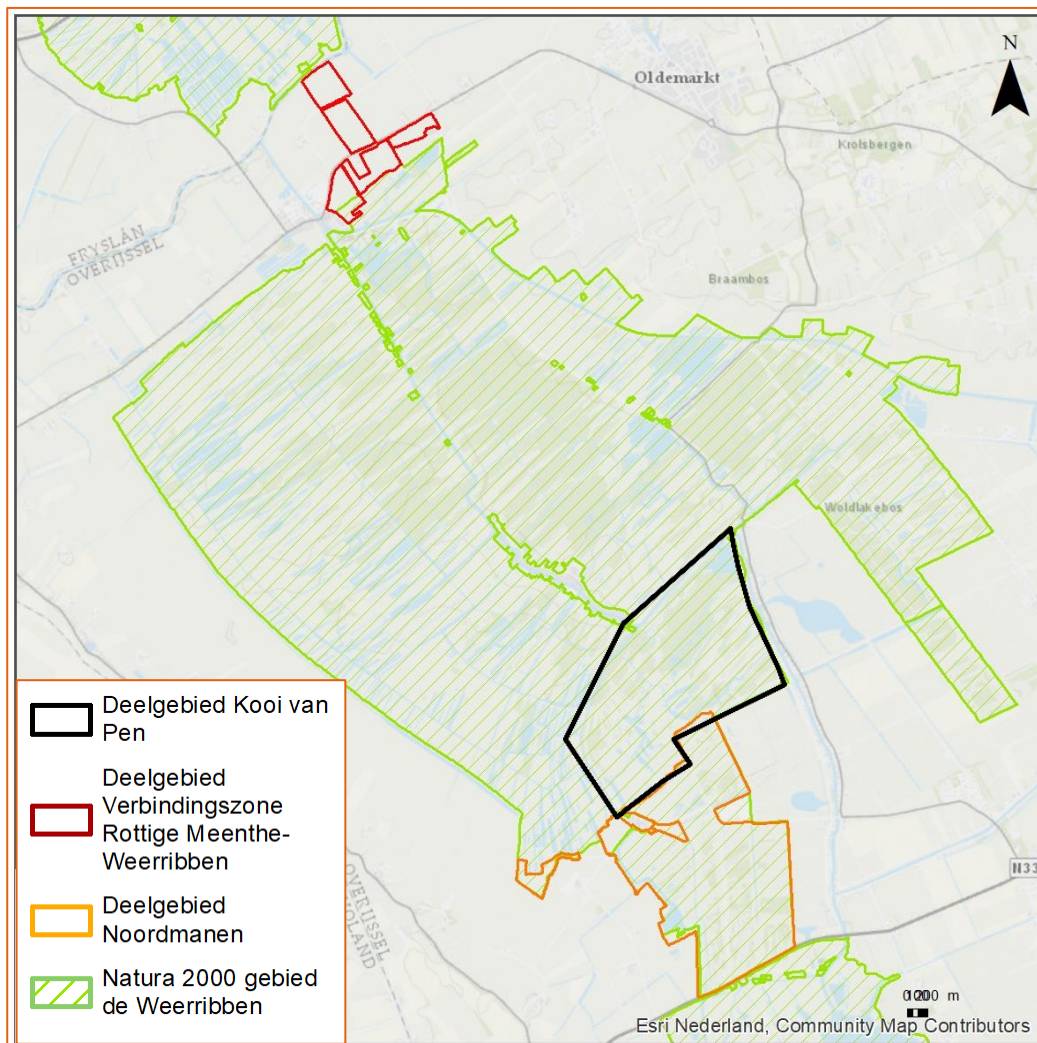 N
Oldemarkt
Krolsbergen
FRYSLÂN
OVERIJSSEL
Braambos
Woldlakebos
Deelgebied Kooi van
Pen
Deelgebied
Verbindingszone
Rottige Meenthe-
Weerribben
Deelgebied
Noordmanen
Natura 2000 gebied
de Weerribben
OVERIJSSEL
N33
m
Esri Nederland, Community Map Contributors